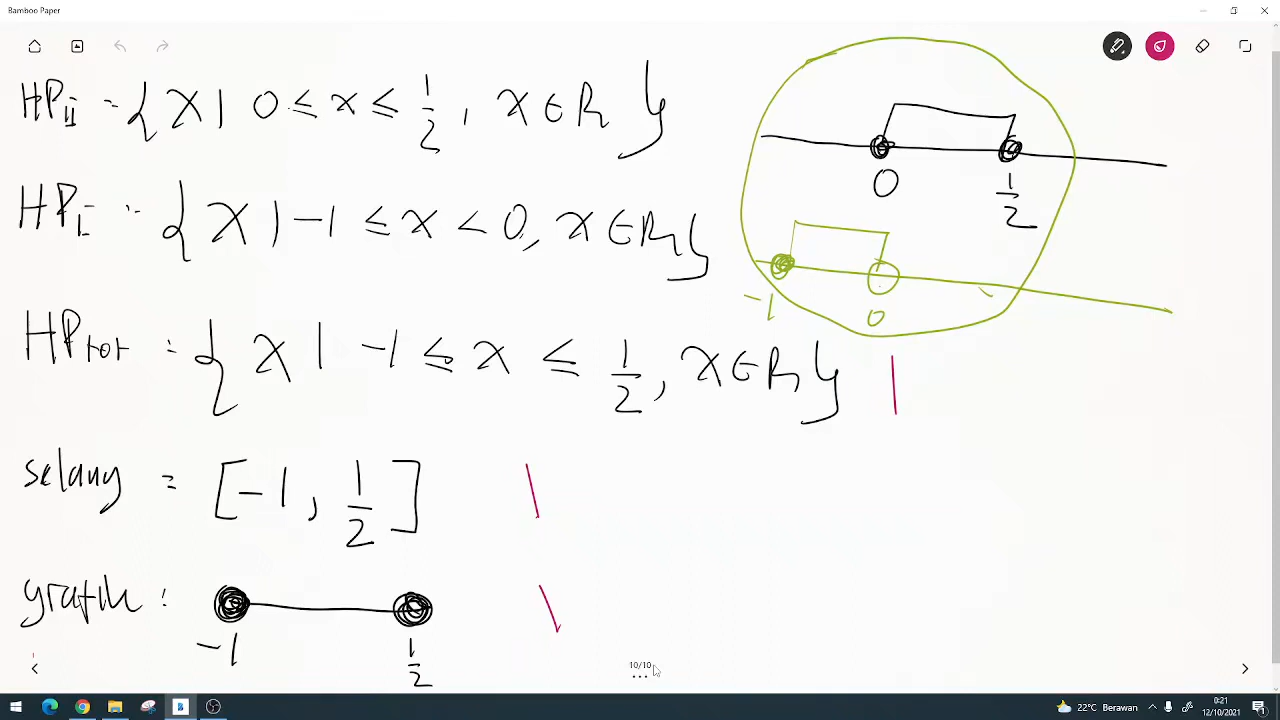 Bamboo Paper
HP_II = { x | 0 ≤ x ≤ 1/2, x ∈ R }
0 1/2
HP_I = { x | -1 ≤ x < 0, x ∈ R }
-1 0
HP_tot = { x | -1 ≤ x ≤ 1/2, x ∈ R }
selang = [-1, 1/2]
grafik :
-1 1/2
10/10
22°C Berawan
0:21
12/10/2021